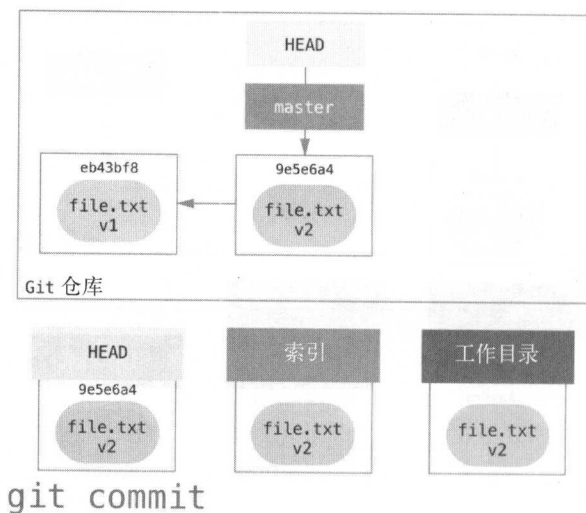 HEAD
master
eb43bf8
9e5e6a4
file.txt
v1
file.txt
v2
Git 仓库
HEAD
索引
工作目录
9e5e6a4
file.txt
v2
file.txt
v2
file.txt
v2
git commit